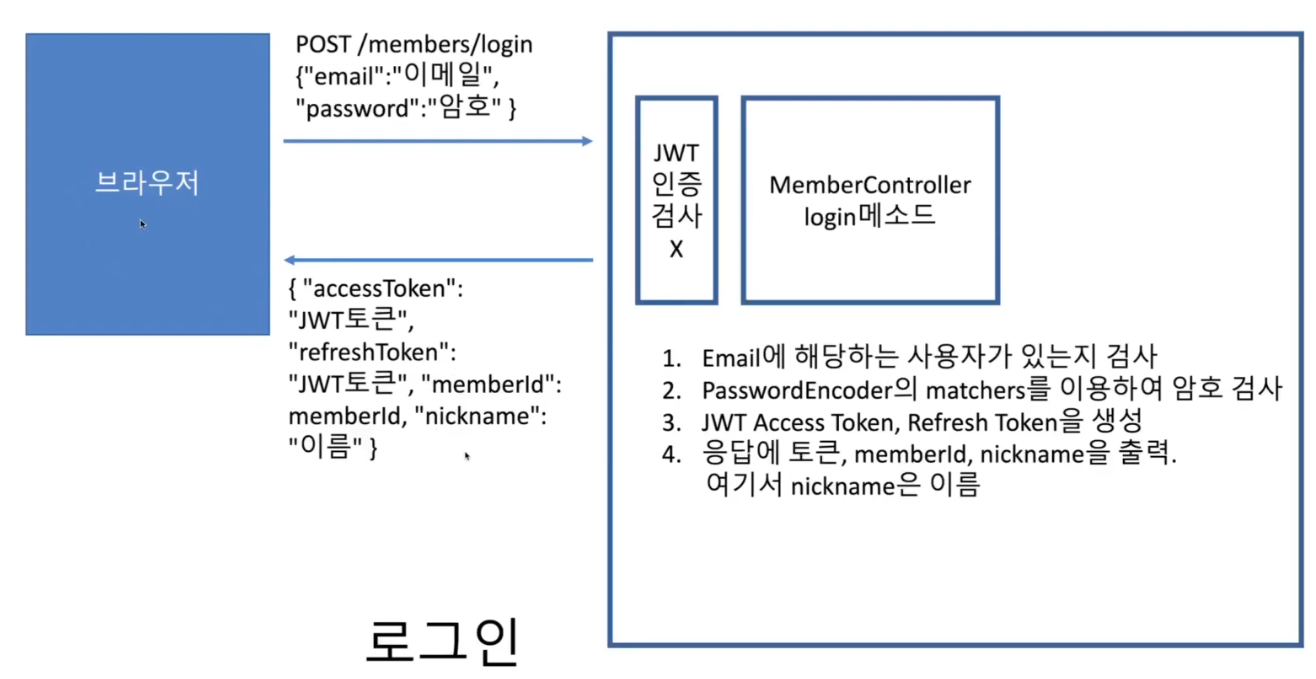 브라우저
POST /members/login
{"email":"이메일",
"password":"암호" }
{ "accessToken":
"JWT토큰",
"refreshToken":
"JWT토큰", "memberId":
memberId, "nickname":
"이름" }
JWT
인증
검사
X
MemberController
login메소드
1. Email에 해당하는 사용자가 있는지 검사
2. PasswordEncoder의 matchers를 이용하여 암호 검사
3. JWT Access Token, Refresh Token을 생성
4. 응답에 토큰, memberId, nickname을 출력.
여기서 nickname은 이름
로그인